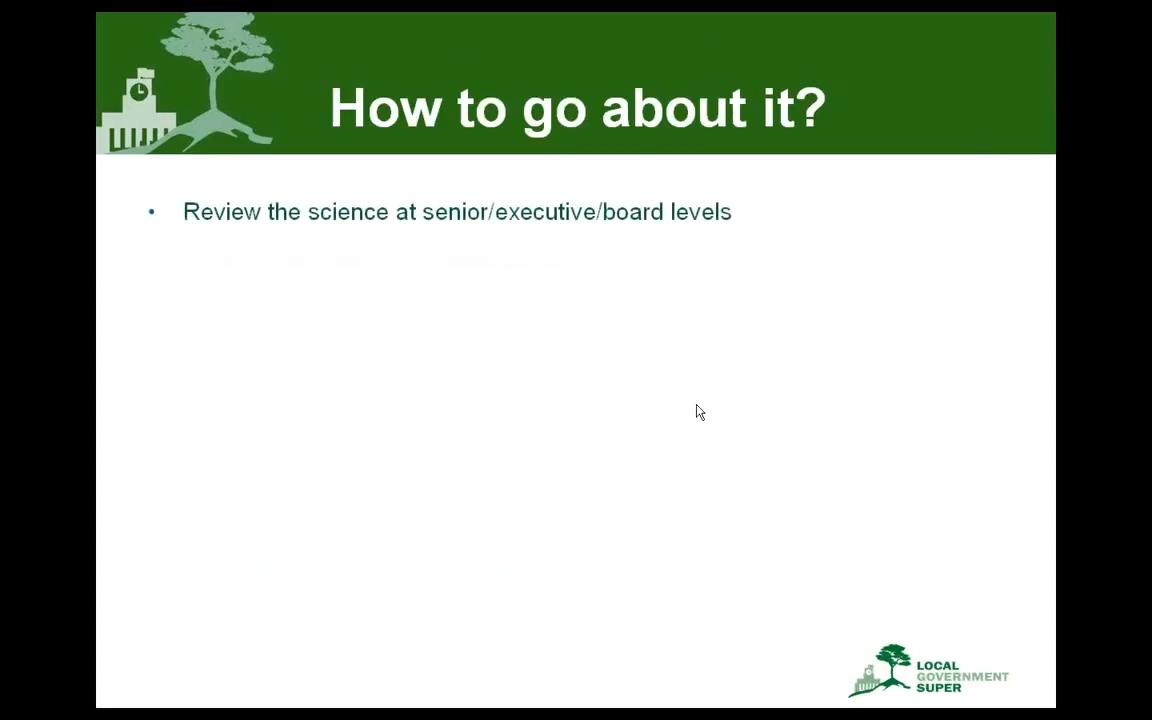 How to go about it?
• Review the science at senior/executive/board levels
LOCAL
GOVERNMENT
SUPER